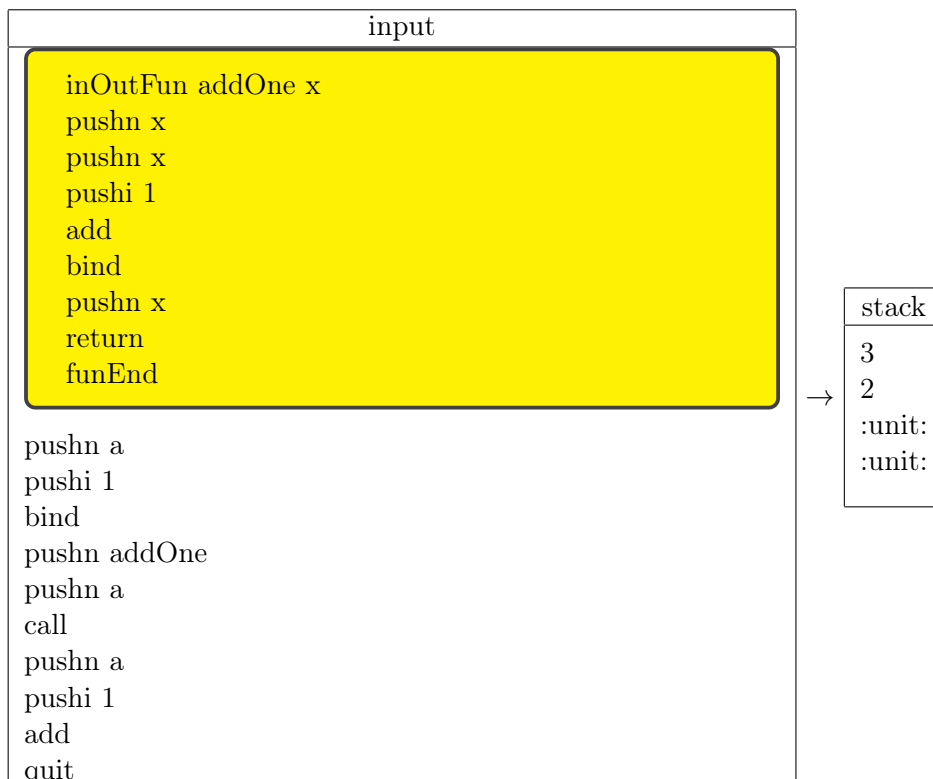 input
inOutFun addOne x
pushn x
pushn x
pushi 1
add
bind
pushn x
return
funEnd
pushn a
pushi 1
bind
pushn addOne
pushn a
call
pushn a
pushi 1
add
quit
→
stack
3
2
:unit:
:unit: